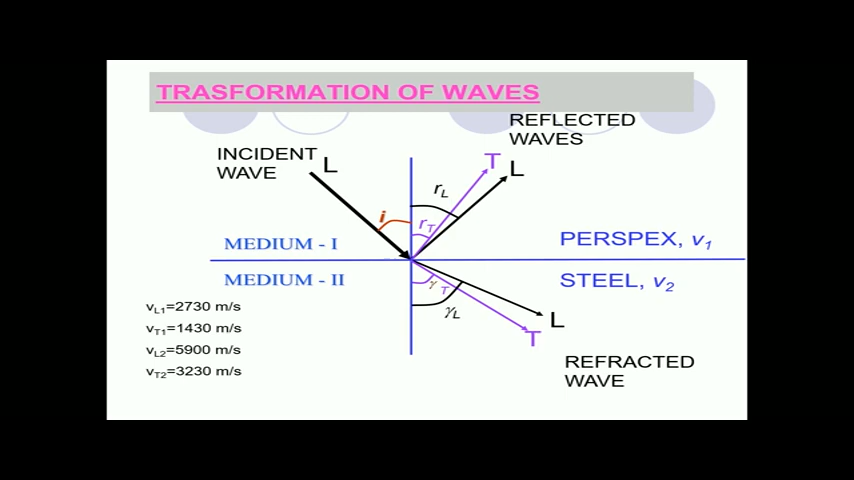 TRASFORMATION OF WAVES
REFLECTED
WAVES
INCIDENT
WAVE
L
T
L
rL
i
rT
MEDIUM - I
PERSPEX, v1
MEDIUM - II
STEEL, v2
γT
γL
vL1=2730 m/s
vT1=1430 m/s
vL2=5900 m/s
vT2=3230 m/s
L
T
REFRACTED
WAVE